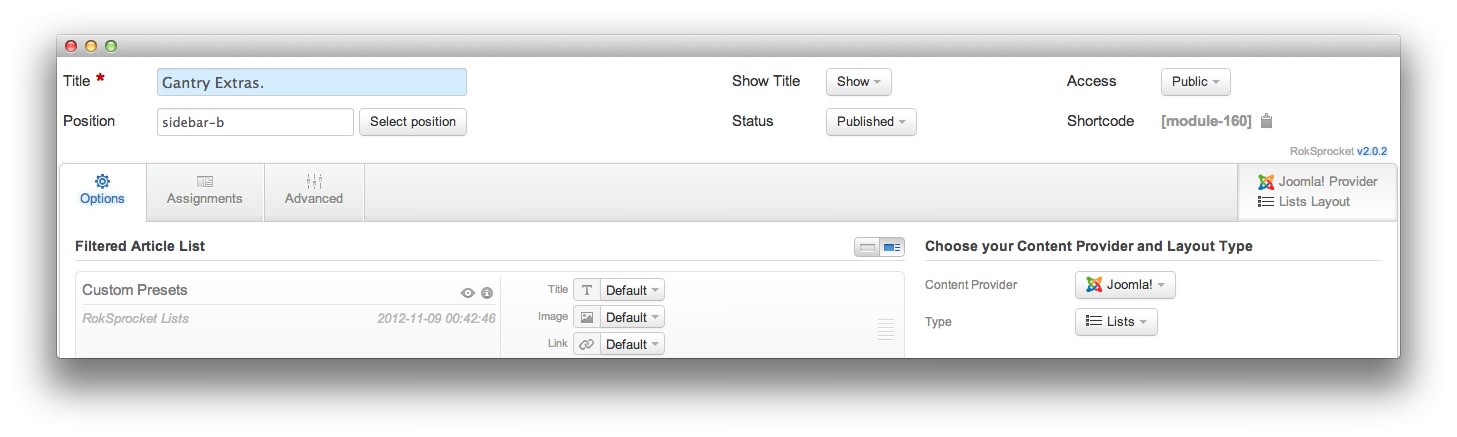 Title * Gantry Extras. Show Title Show Access Public
Position sidebar-b Select position Status Published Shortcode [module-160]
RokSprocket v2.0.2
Options Assignments Advanced
Joomla! Provider
Lists Layout
Filtered Article List
Custom Presets
RokSprocket Lists 2012-11-09 00:42:46
Title T Default
Image Default
Link Default
Choose your Content Provider and Layout Type
Content Provider Joomla!
Type Lists